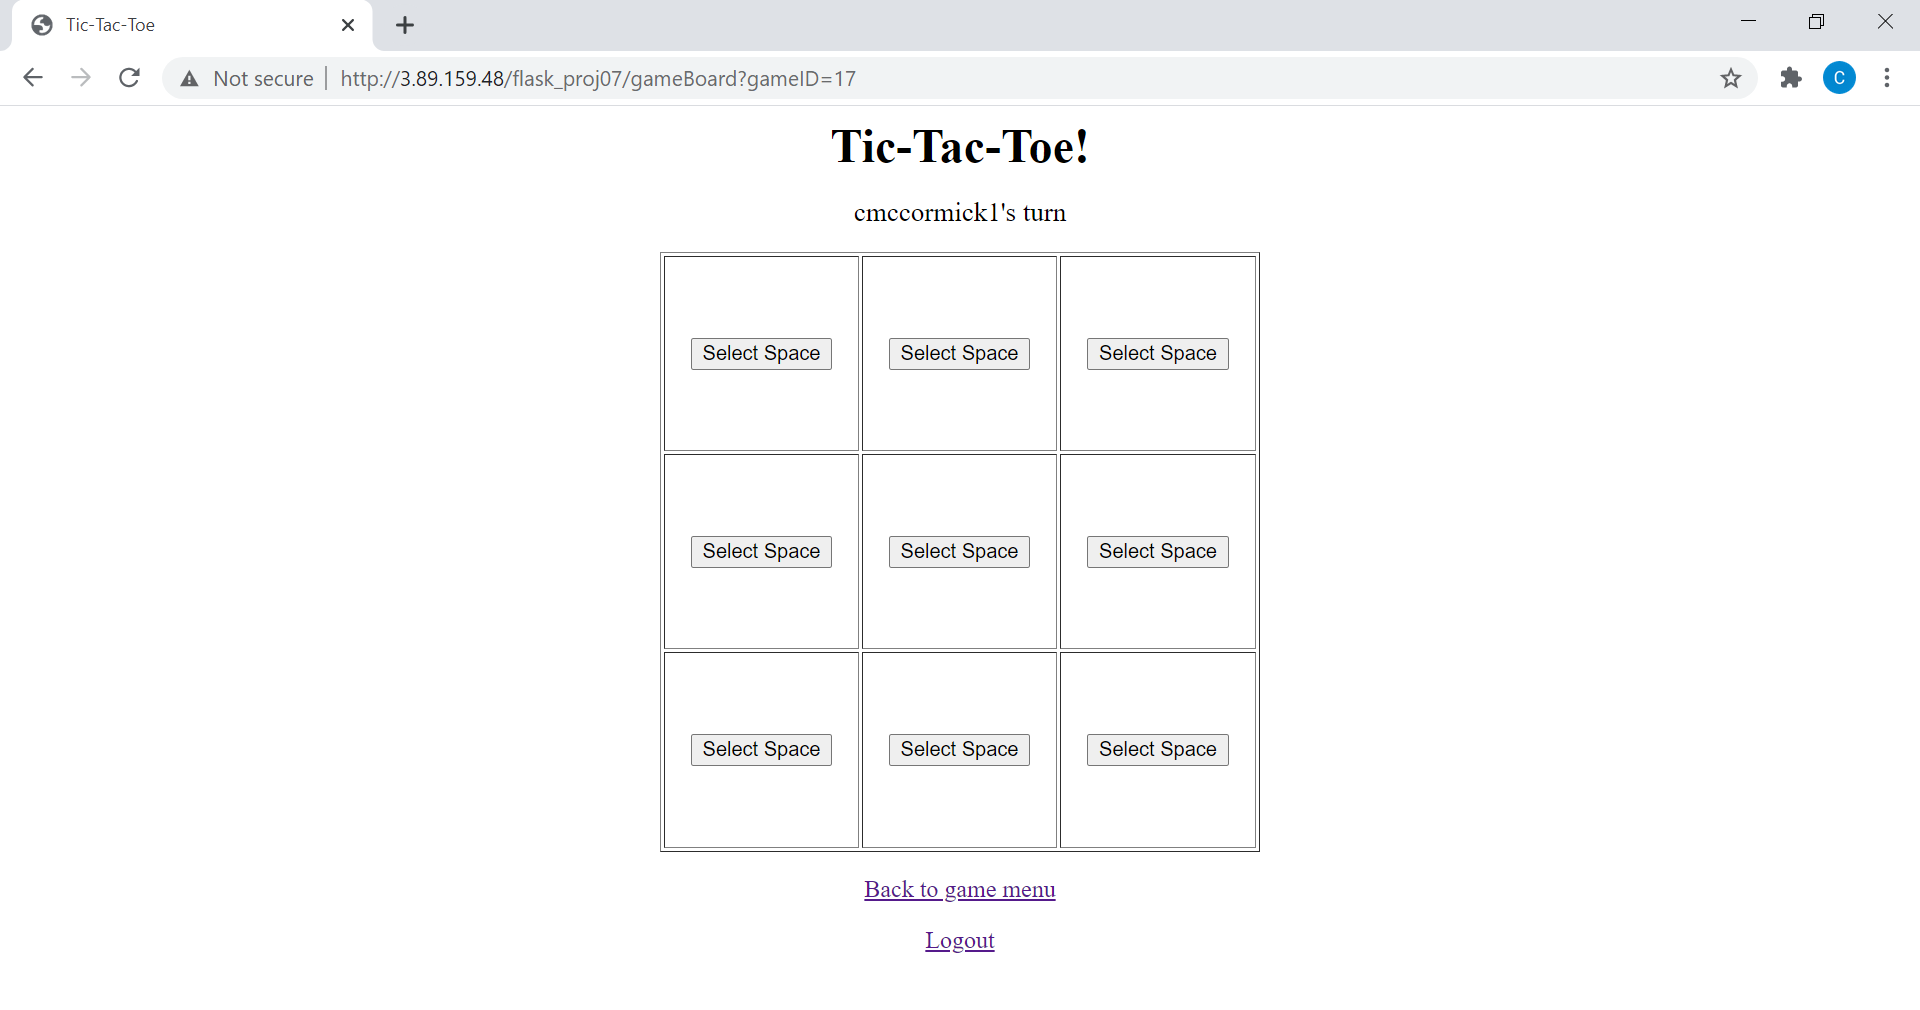 Tic-Tac-Toe
Not secure | http://3.89.159.48/flask_proj07/gameBoard?gameID=17
C
Tic-Tac-Toe!
cmccormick1's turn
Select Space Select Space Select Space
Select Space Select Space Select Space
Select Space Select Space Select Space
Back to game menu
Logout